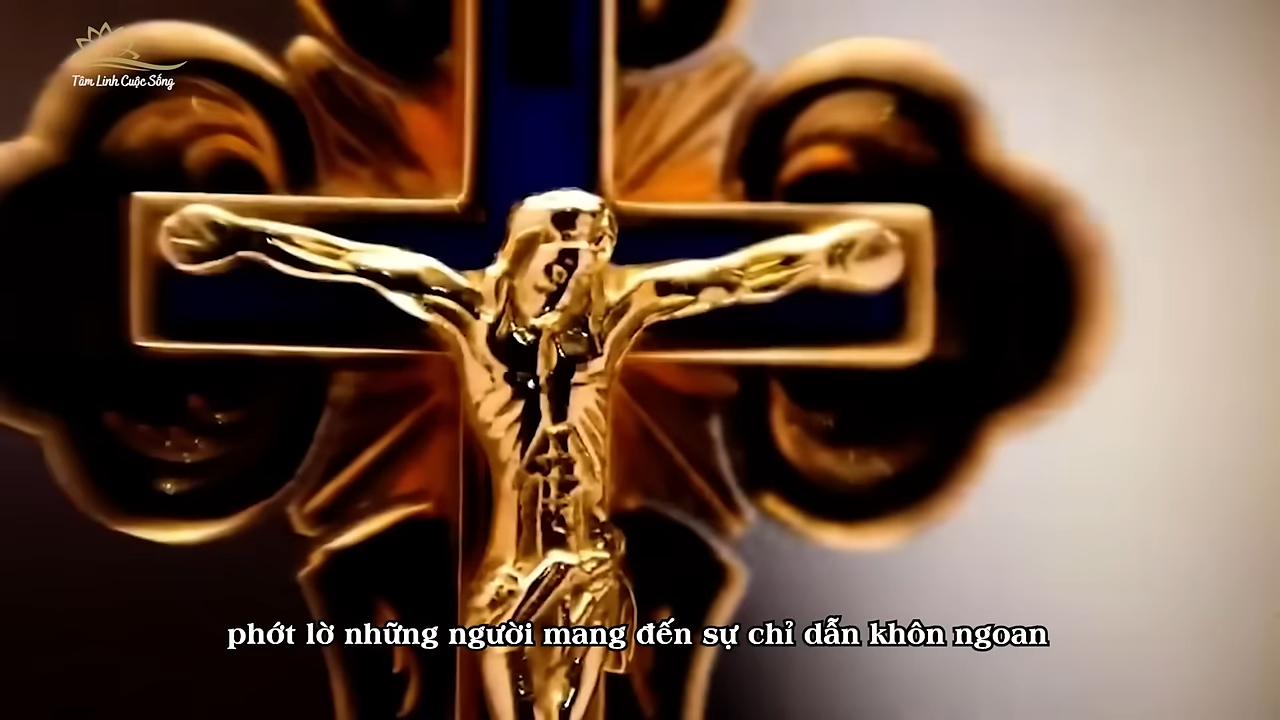 Tâm Linh Cuộc Sống
phớt lờ những người mang đến sự chỉ dẫn khôn ngoan